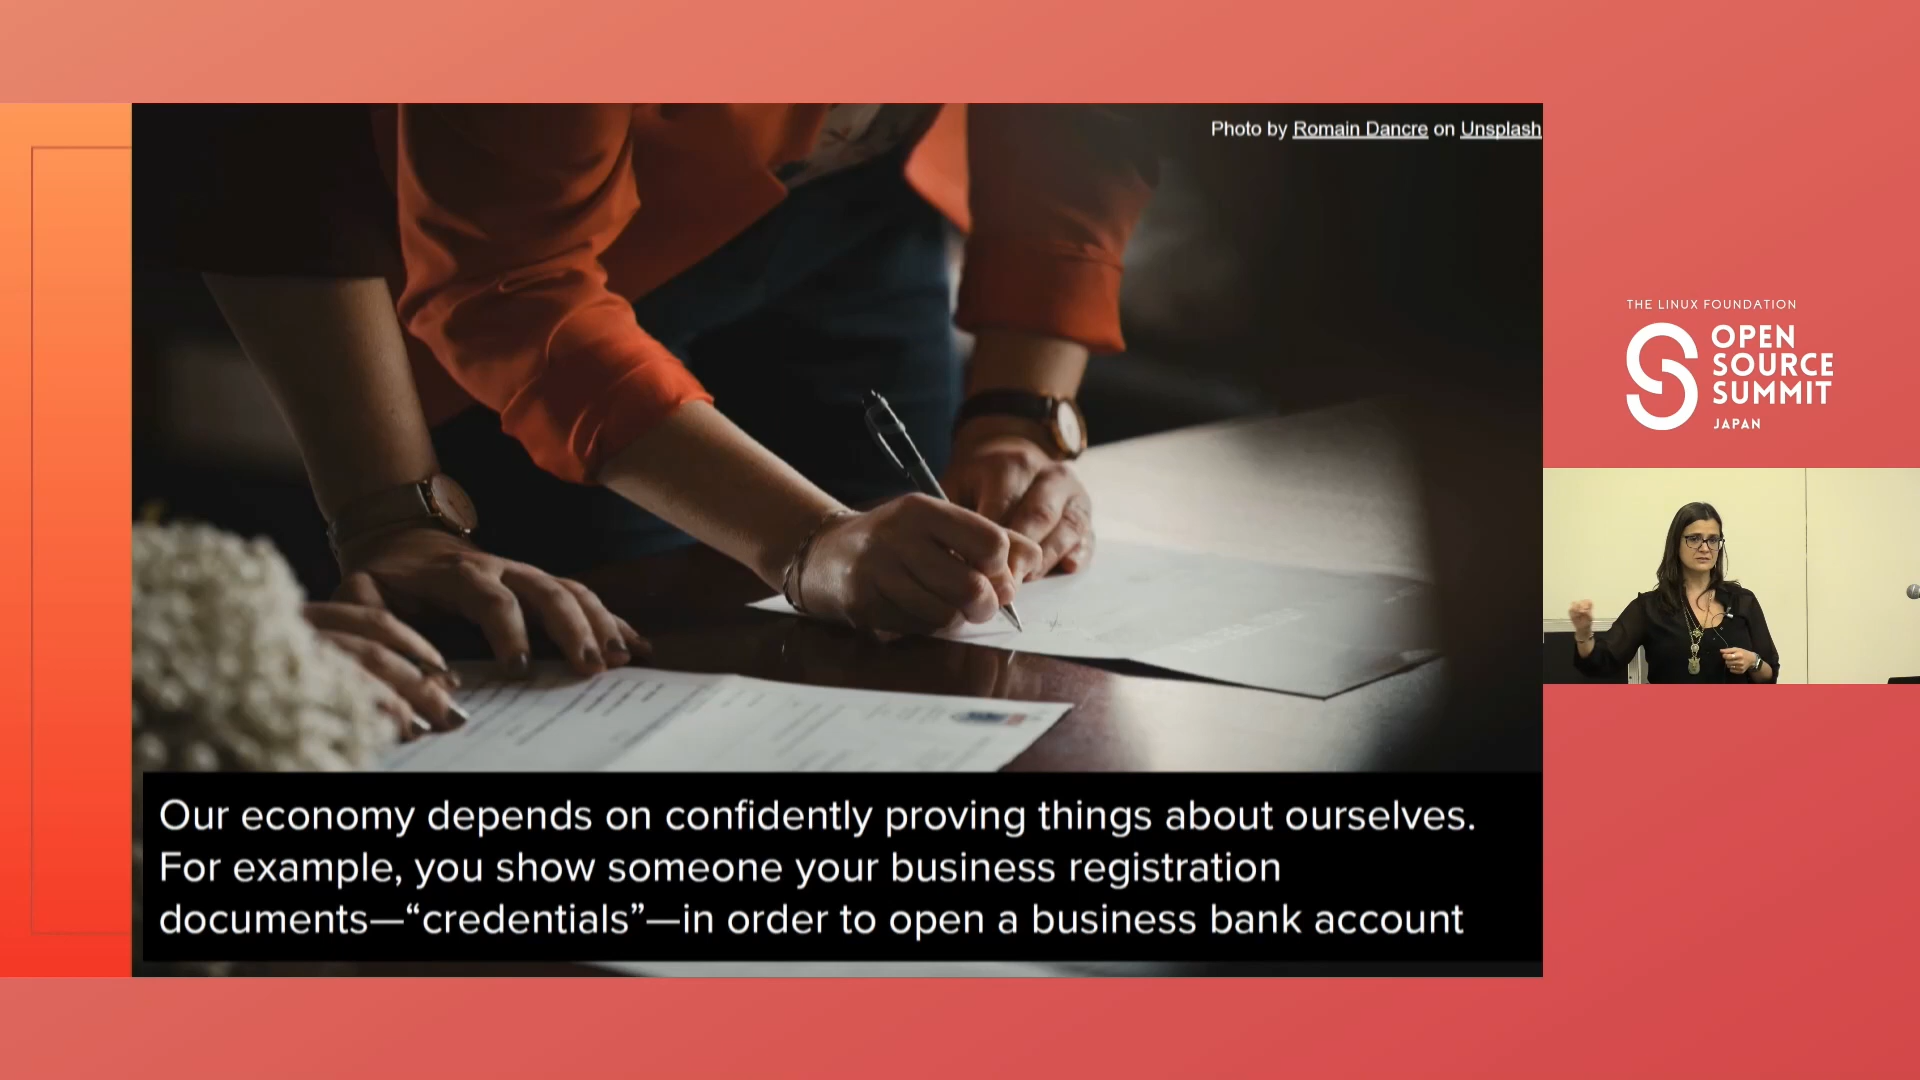 Photo by Romain Dancre on Unsplash
THE LINUX FOUNDATION
OPEN
SOURCE
SUMMIT
JAPAN
Our economy depends on confidently proving things about ourselves.
For example, you show someone your business registration
documents—“credentials”—in order to open a business bank account